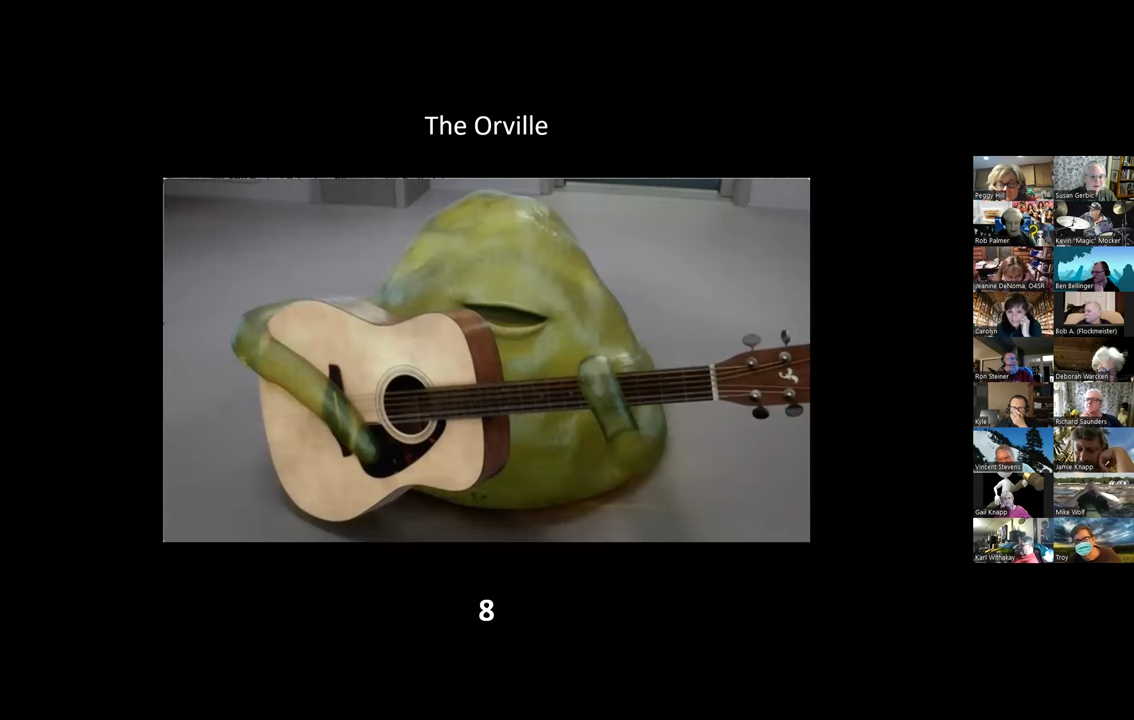 The Orville
8
Peggy Hill
Susan Gerbic
Rob Palmer
Kevin "Magic" Mocker
Jeanine DeNoma, O4SR
Ben Bellinger
Carolyn
Bob A. (Flockmeister)
Ron Steiner
Deborah Warcken
Kyle
Richard Saunders
Vincent Stevens
Jamie Knapp
Gail Knapp
Mike Wolf
Karl Withakay
Troy